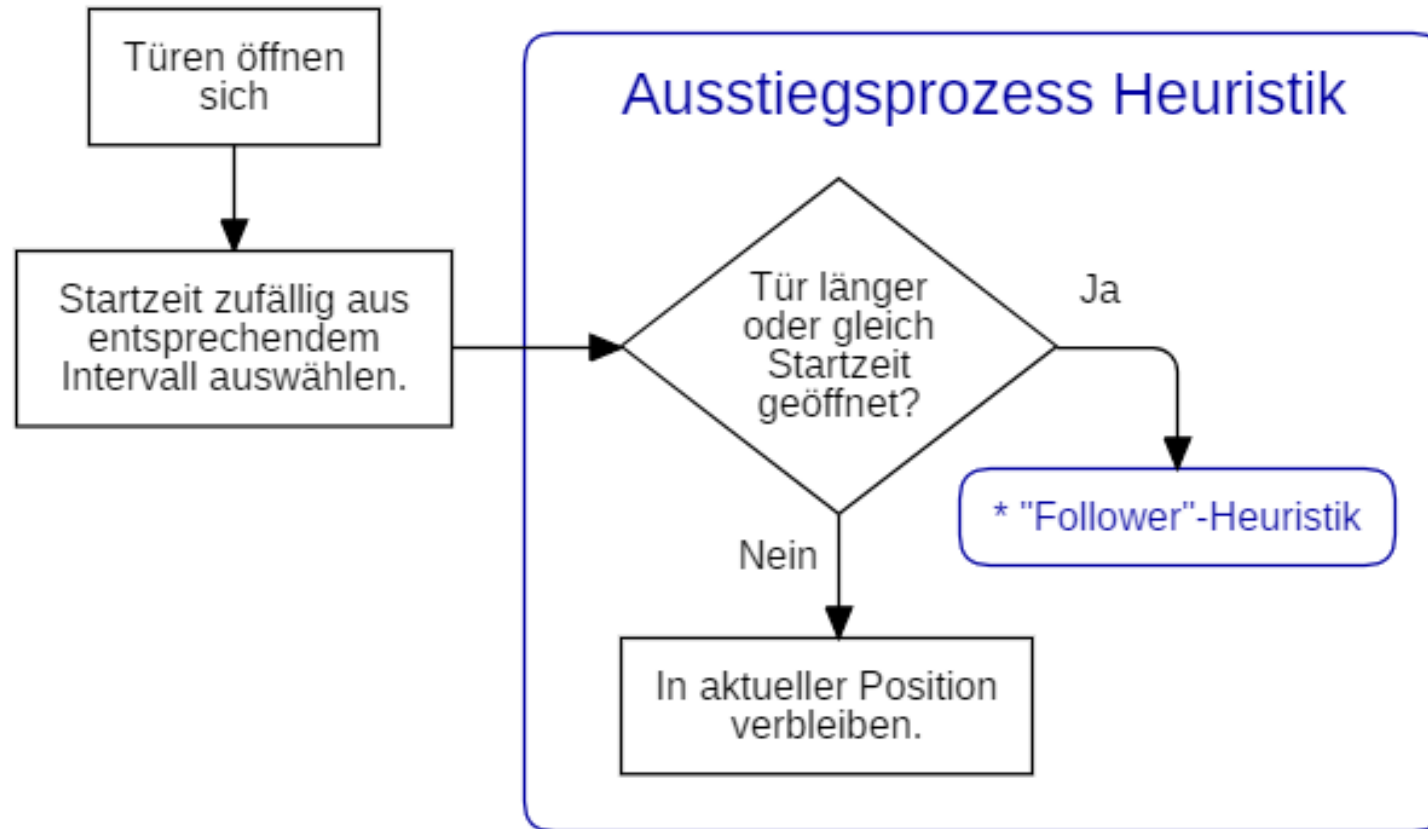 Türen öffnen
sich
Ausstiegsprozess Heuristik
Startzeit zufällig aus
entsprechendem
Intervall auswählen.
Tür länger
oder gleich
Startzeit
geöffnet?
Ja
* "Follower"-Heuristik
Nein
In aktueller Position
verbleiben.